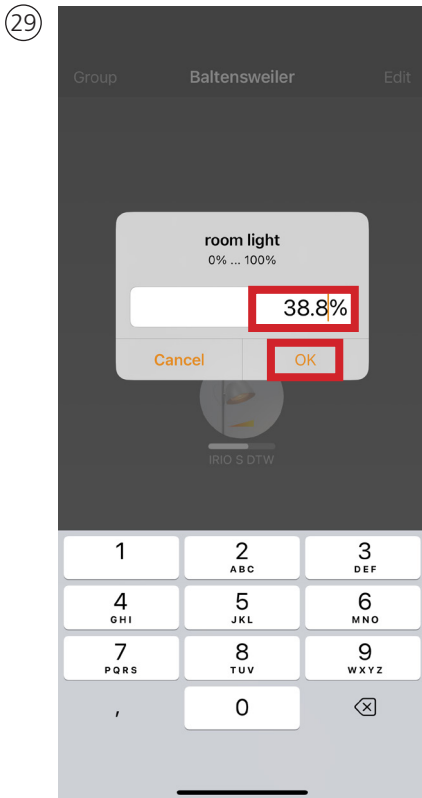 29
Group Baltensweiler Edit
room light
0% ... 100%
38.8%
Cancel OK
IRIO S DTW
1 2 3
ABC DEF
4 5 6
GHI JKL MNO
7 8 9
PQRS TUV WXYZ
, 0